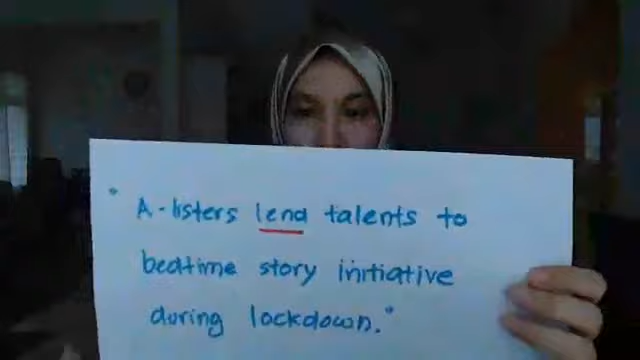 "A-listers lend talents to
bedtime story initiative
during lockdown."